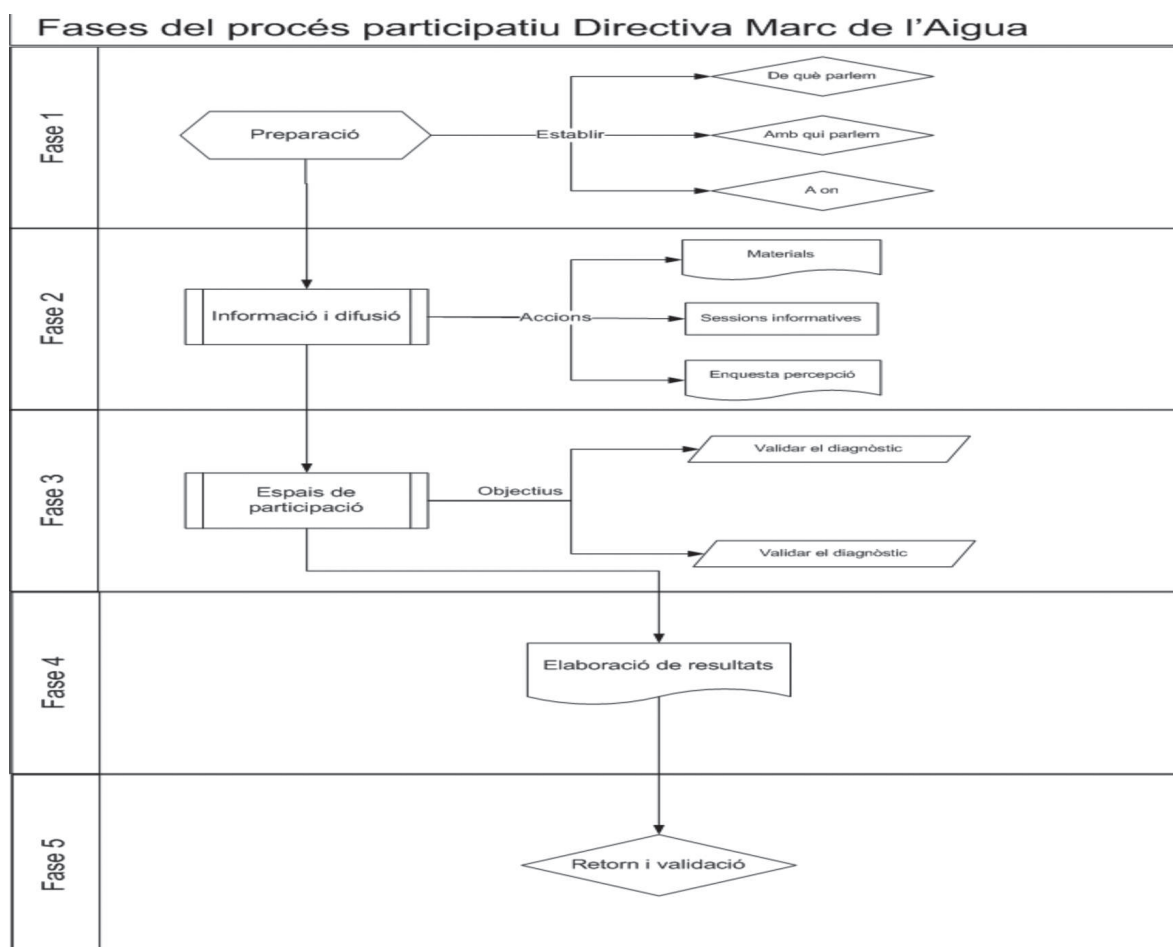 Fases del procés participatiu Directiva Marc de l'Aigua
Fase 1
Preparació
Establir
De què parlem
Amb qui parlem
A on
Fase 2
Informació i difusió
Accions
Materials
Sessions informatives
Enquesta percepció
Fase 3
Espais de
participació
Objectius
Validar el diagnòstic
Validar el diagnòstic
Fase 4
Elaboració de resultats
Fase 5
Retorn i validació